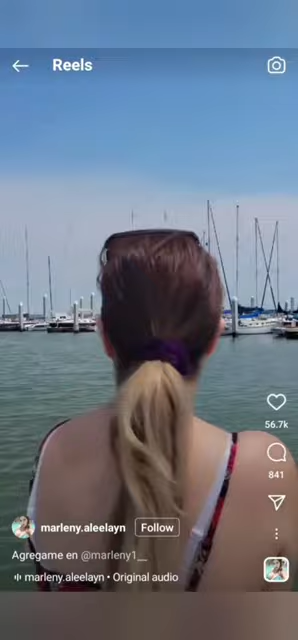 Reels
56.7k
841
marleny.aleelayn Follow
Agregame en @marleny1__
marleny.aleelayn • Original audio